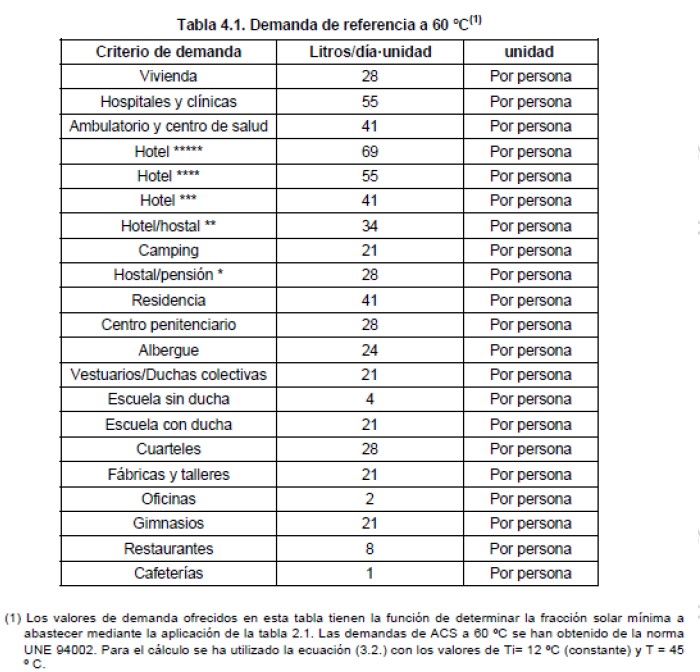 Tabla 4.1. Demanda de referencia a 60 ºC(1)
Criterio de demanda Litros/día·unidad unidad
Vivienda 28 Por persona
Hospitales y clínicas 55 Por persona
Ambulatorio y centro de salud 41 Por persona
Hotel ***** 69 Por persona
Hotel **** 55 Por persona
Hotel *** 41 Por persona
Hotel/hostal ** 34 Por persona
Camping 21 Por persona
Hostal/pensión * 28 Por persona
Residencia 41 Por persona
Centro penitenciario 28 Por persona
Albergue 24 Por persona
Vestuarios/Duchas colectivas 21 Por persona
Escuela sin ducha 4 Por persona
Escuela con ducha 21 Por persona
Cuarteles 28 Por persona
Fábricas y talleres 21 Por persona
Oficinas 2 Por persona
Gimnasios 21 Por persona
Restaurantes 8 Por persona
Cafeterías 1 Por persona
(1) Los valores de demanda ofrecidos en esta tabla tienen la función de determinar la fracción solar mínima a
abastecer mediante la aplicación de la tabla 2.1. Las demandas de ACS a 60 ºC se han obtenido de la norma
UNE 94002. Para el cálculo se ha utilizado la ecuación (3.2.) con los valores de Ti= 12 ºC (constante) y T = 45
º C.